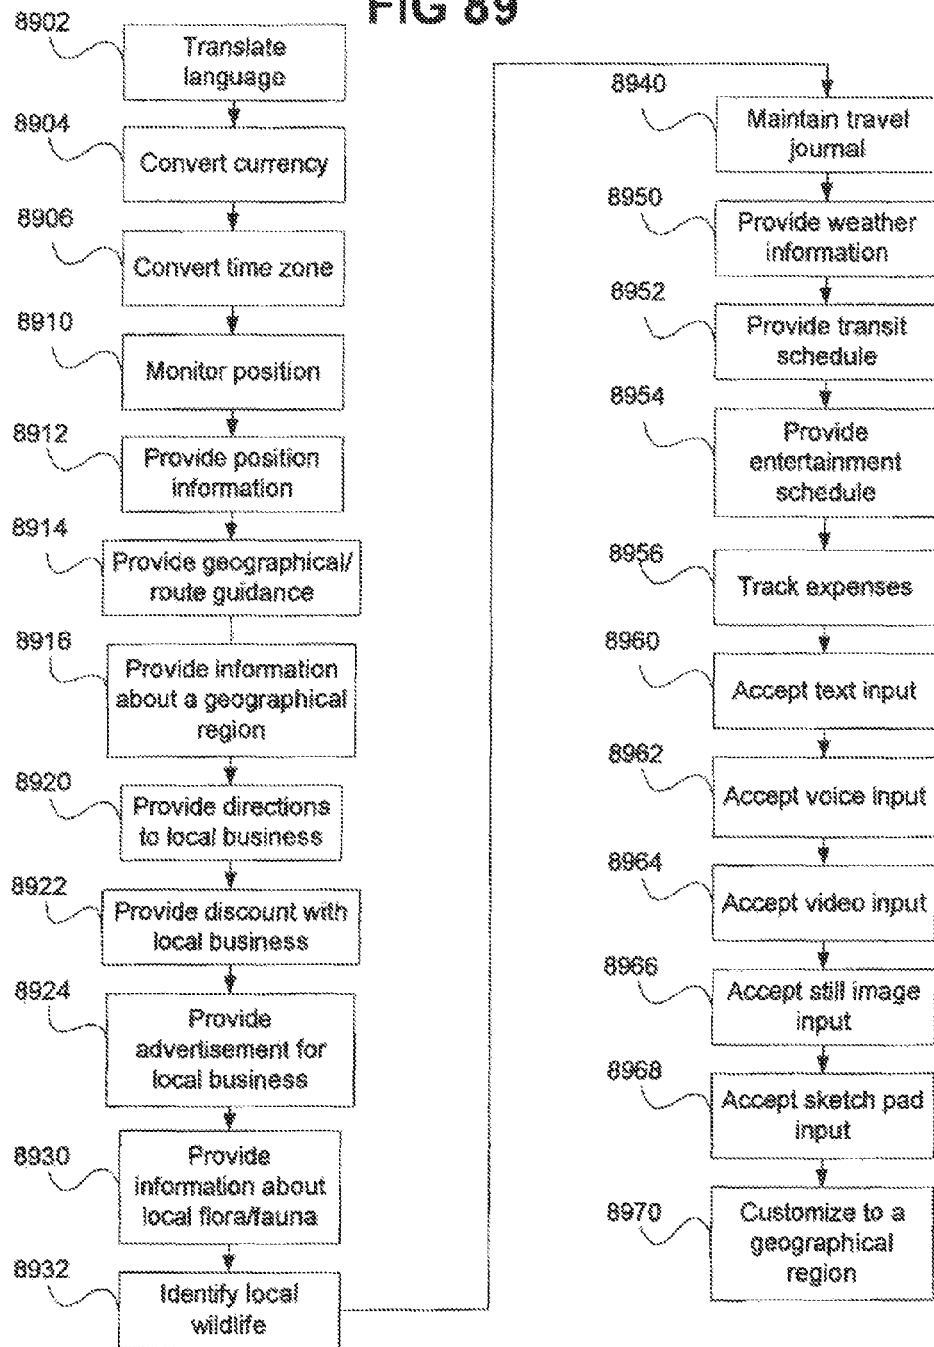 FIG 89
8902
Translate
language
8904
Convert currency
8906
Convert time zone
8910
Monitor position
8912
Provide position
information
8914
Provide geographical/
route guidance
8916
Provide information
about a geographical
region
8920
Provide directions
to local business
8922
Provide discount with
local business
8924
Provide
advertisement for
local business
8930
Provide
information about
local flora/fauna
8932
Identify local
wildlife
8940
Maintain travel
journal
8950
Provide weather
information
8952
Provide transit
schedule
8954
Provide
entertainment
schedule
8956
Track expenses
8960
Accept text input
8962
Accept voice input
8964
Accept video input
8966
Accept still image
input
8968
Accept sketch pad
input
8970
Customize to a
geographical
region